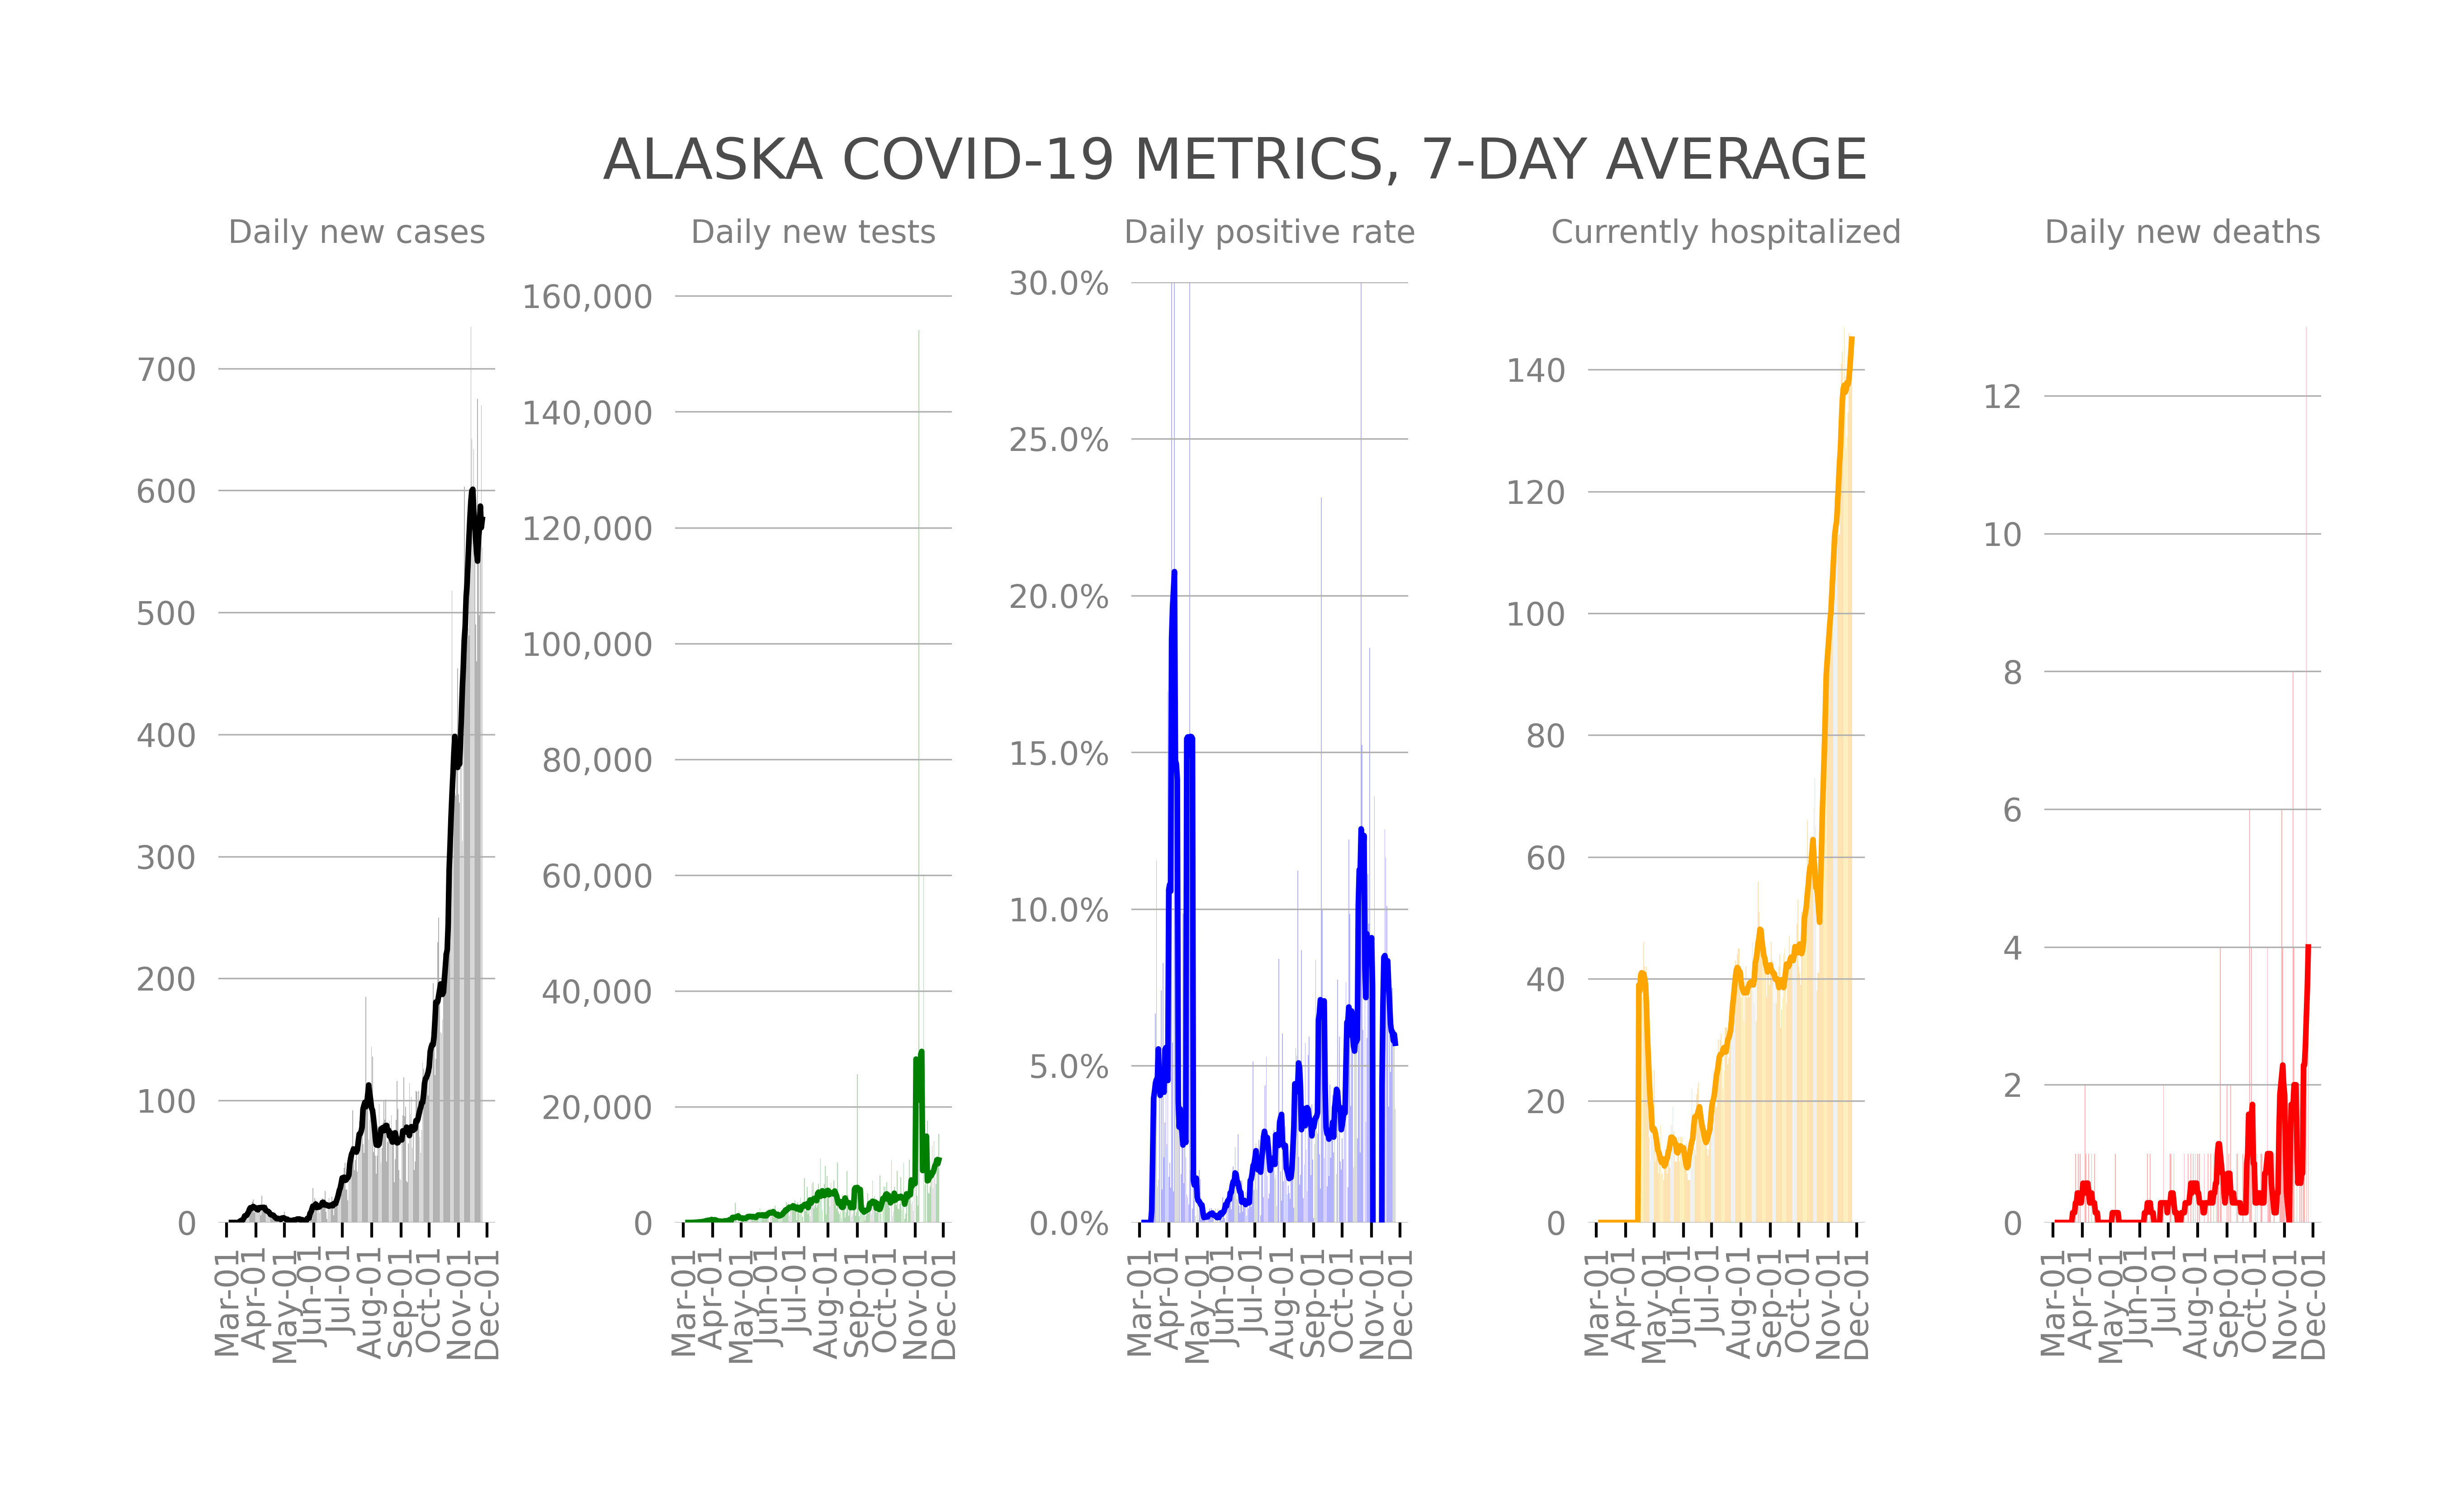 ALASKA COVID-19 METRICS, 7-DAY AVERAGE
Daily new cases
700
600
500
400
300
200
100
0
Mar-01
Apr-01
May-01
Jun-01
Jul-01
Aug-01
Sep-01
Oct-01
Nov-01
Dec-01
Daily new tests
160,000
140,000
120,000
100,000
80,000
60,000
40,000
20,000
0
Mar-01
Apr-01
May-01
Jun-01
Jul-01
Aug-01
Sep-01
Oct-01
Nov-01
Dec-01
Daily positive rate
30.0%
25.0%
20.0%
15.0%
10.0%
5.0%
0.0%
Mar-01
Apr-01
May-01
Jun-01
Jul-01
Aug-01
Sep-01
Oct-01
Nov-01
Dec-01
Currently hospitalized
140
120
100
80
60
40
20
0
Mar-01
Apr-01
May-01
Jun-01
Jul-01
Aug-01
Sep-01
Oct-01
Nov-01
Dec-01
Daily new deaths
12
10
8
6
4
2
0
Mar-01
Apr-01
May-01
Jun-01
Jul-01
Aug-01
Sep-01
Oct-01
Nov-01
Dec-01